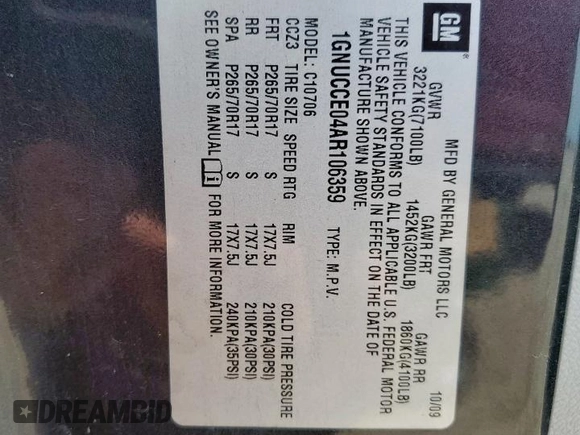 GM
MFD BY GENERAL MOTORS LLC 10/09
GVWR GAWR FRT GAWR RR
3221KG(7100LB) 1452KG(3200LB) 1860KG(4100LB)
THIS VEHICLE CONFORMS TO ALL APPLICABLE U.S. FEDERAL MOTOR
VEHICLE SAFETY STANDARDS IN EFFECT ON THE DATE OF
MANUFACTURE SHOWN ABOVE.
1GNUCCE04AR106359 TYPE: M.P.V.
MODEL: C10706
CCZ3 TIRE SIZE SPEED RTG RIM COLD TIRE PRESSURE
FRT P265/70R17 S 17X7.5J 210KPA(30PSI)
RR P265/70R17 S 17X7.5J 210KPA(30PSI)
SPA P265/70R17 S 17X7.5J 240KPA(35PSI)
SEE OWNER'S MANUAL FOR MORE INFORMATION.
DREAMBID